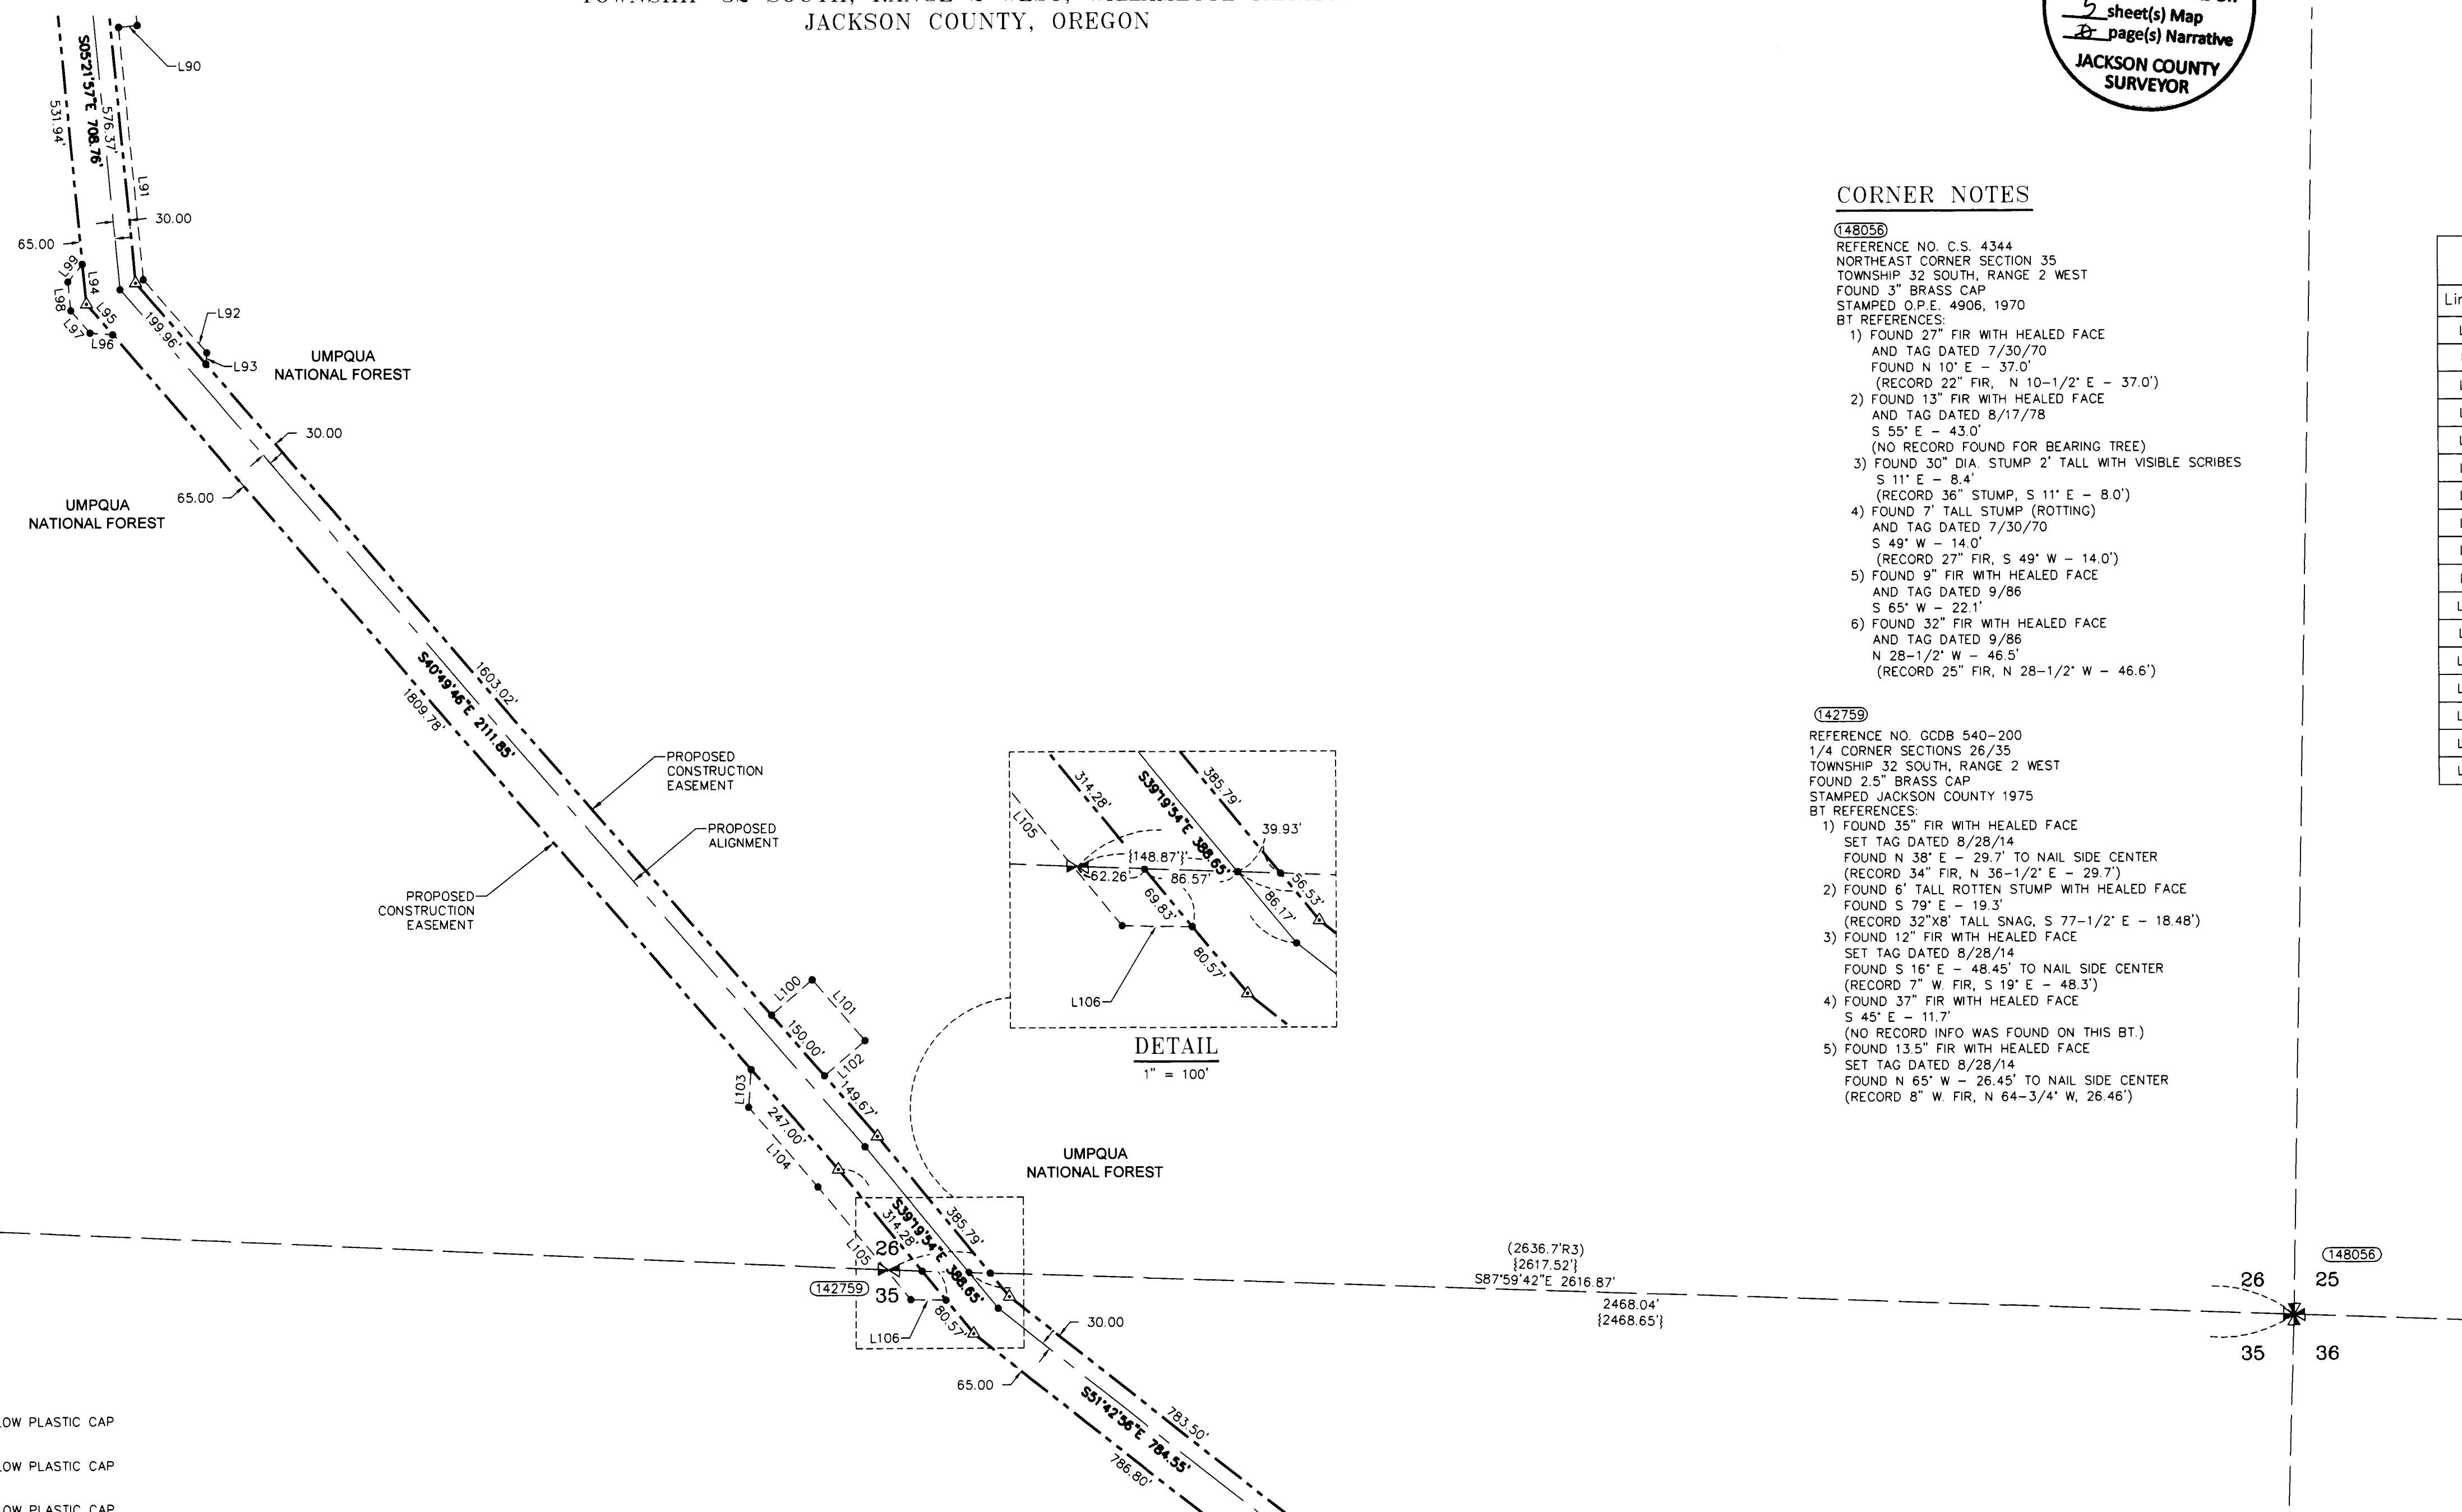 JACKSON COUNTY, OREGON
5 sheet(s) Map
page(s) Narrative
JACKSON COUNTY
SURVEYOR
L90
S05°21'57"E 708.76'
576.37'
531.94'
L91
30.00
65.00
L99
L94
L98
L95
L97
L96
199.96'
L92
L93
UMPQUA
NATIONAL FOREST
30.00
65.00
UMPQUA
NATIONAL FOREST
1603.02'
S40°49'46"E 2111.85'
1809.78'
PROPOSED
CONSTRUCTION
EASEMENT
PROPOSED
ALIGNMENT
PROPOSED
CONSTRUCTION
EASEMENT
L100
L101
150.00'
L102
149.67'
L103
247.00'
L104
314.28'
S39°19'54"E 388.65'
385.79'
L105
39.93'
{148.87'}
62.26'
86.57'
56.53'
69.83'
86.17'
80.57'
L106
DETAIL
1" = 100'
UMPQUA
NATIONAL FOREST
385.79'
S39°19'54"E 388.65'
314.28'
L105
26
142759
35
L106
80.57'
30.00
65.00
S51°42'56"E 784.55'
783.50'
786.80'
(2636.7'R3)
{2617.52'}
S87°59'42"E 2616.87'
2468.04'
{2468.65'}
148056
26
25
35
36
CORNER NOTES
148056
REFERENCE NO. C.S. 4344
NORTHEAST CORNER SECTION 35
TOWNSHIP 32 SOUTH, RANGE 2 WEST
FOUND 3" BRASS CAP
STAMPED O.P.E. 4906, 1970
BT REFERENCES:
1) FOUND 27" FIR WITH HEALED FACE
AND TAG DATED 7/30/70
FOUND N 10° E - 37.0'
(RECORD 22" FIR, N 10-1/2° E - 37.0')
2) FOUND 13" FIR WITH HEALED FACE
AND TAG DATED 8/17/78
S 55° E - 43.0'
(NO RECORD FOUND FOR BEARING TREE)
3) FOUND 30" DIA. STUMP 2' TALL WITH VISIBLE SCRIBES
S 11° E - 8.4'
(RECORD 36" STUMP, S 11° E - 8.0')
4) FOUND 7' TALL STUMP (ROTTING)
AND TAG DATED 7/30/70
S 49° W - 14.0'
(RECORD 27" FIR, S 49° W - 14.0')
5) FOUND 9" FIR WITH HEALED FACE
AND TAG DATED 9/86
S 65° W - 22.1'
6) FOUND 32" FIR WITH HEALED FACE
AND TAG DATED 9/86
N 28-1/2° W - 46.5'
(RECORD 25" FIR, N 28-1/2° W - 46.6')
142759
REFERENCE NO. GCDB 540-200
1/4 CORNER SECTIONS 26/35
TOWNSHIP 32 SOUTH, RANGE 2 WEST
FOUND 2.5" BRASS CAP
STAMPED JACKSON COUNTY 1975
BT REFERENCES:
1) FOUND 35" FIR WITH HEALED FACE
SET TAG DATED 8/28/14
FOUND N 38° E - 29.7' TO NAIL SIDE CENTER
(RECORD 34" FIR, N 36-1/2° E - 29.7')
2) FOUND 6' TALL ROTTEN STUMP WITH HEALED FACE
FOUND S 79° E - 19.3'
(RECORD 32"X8' TALL SNAG, S 77-1/2° E - 18.48')
3) FOUND 12" FIR WITH HEALED FACE
SET TAG DATED 8/28/14
FOUND S 16° E - 48.45' TO NAIL SIDE CENTER
(RECORD 7" W. FIR, S 19° E - 48.3')
4) FOUND 37" FIR WITH HEALED FACE
S 45° E - 11.7'
(NO RECORD INFO WAS FOUND ON THIS BT.)
5) FOUND 13.5" FIR WITH HEALED FACE
SET TAG DATED 8/28/14
FOUND N 65° W - 26.45' TO NAIL SIDE CENTER
(RECORD 8" W. FIR, N 64-3/4° W, 26.46')
PLASTIC CAP
PLASTIC CAP
PLASTIC CAP